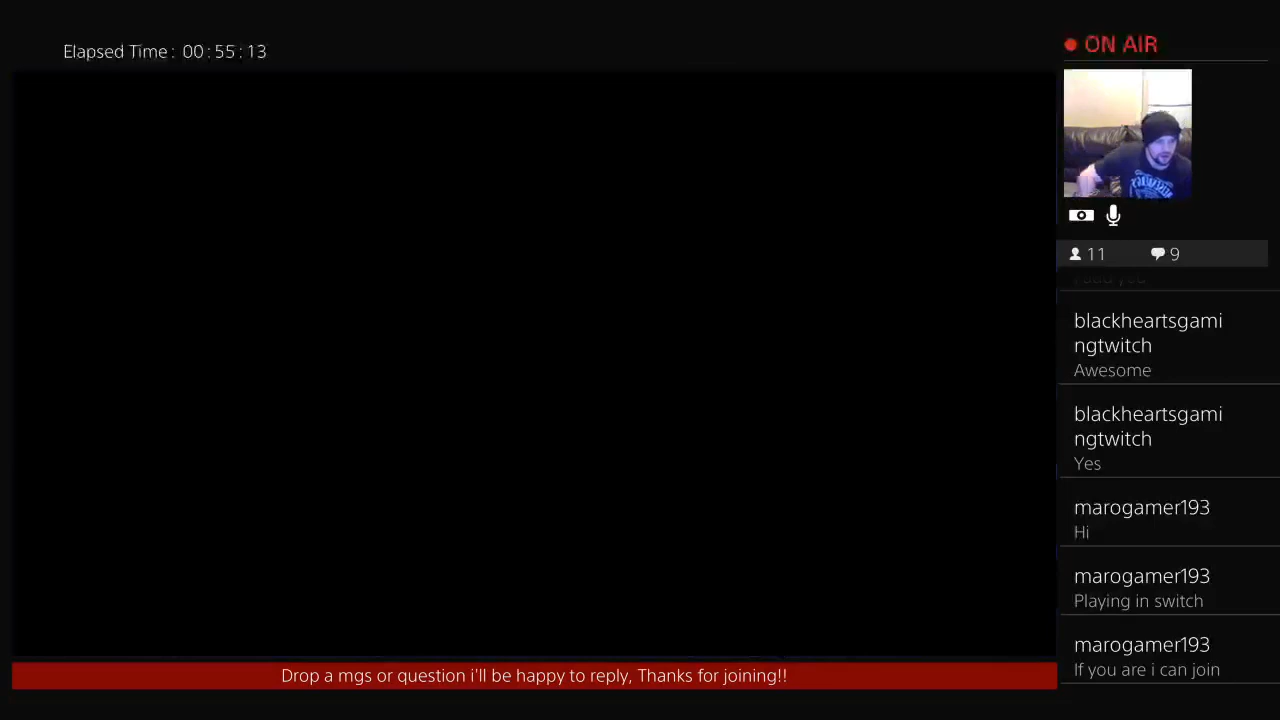 Elapsed Time: 00:55:13
ON AIR
11
9
blackheartsgami
ngtwitch
Awesome
blackheartsgami
ngtwitch
Yes
marogamer193
Hi
marogamer193
Playing in switch
marogamer193
If you are i can join
Drop a mgs or question i'll be happy to reply, Thanks for joining!!